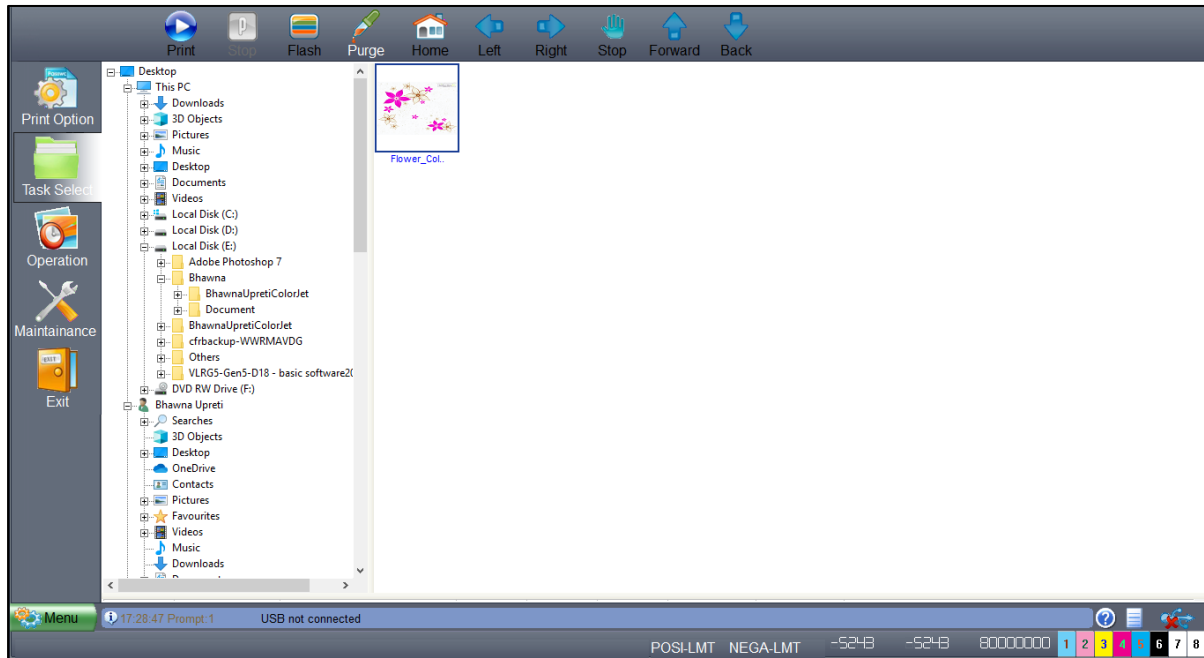 Print Stop Flash Purge Home Left Right Stop Forward Back
Print Option
Task Select
Operation
Maintainance
EXIT
Exit
Desktop
This PC
Downloads
3D Objects
Pictures
Music
Desktop
Documents
Videos
Local Disk (C:)
Local Disk (D:)
Local Disk (E:)
Adobe Photoshop 7
Bhawna
BhawnaUpretiColorJet
Document
BhawnaUpretiColorJet
cfrbackup-WWRMAVDG
Others
VLRG5-Gen5-D18 - basic software20
DVD RW Drive (F:)
Bhawna Upreti
Searches
3D Objects
Desktop
OneDrive
Contacts
Pictures
Favourites
Videos
Music
Downloads
Flower_Col..
Menu 17:28:47 Prompt:1 USB not connected
POSI-LMT NEGA-LMT -5243 -5243 80000000 1 2 3 4 5 6 7 8